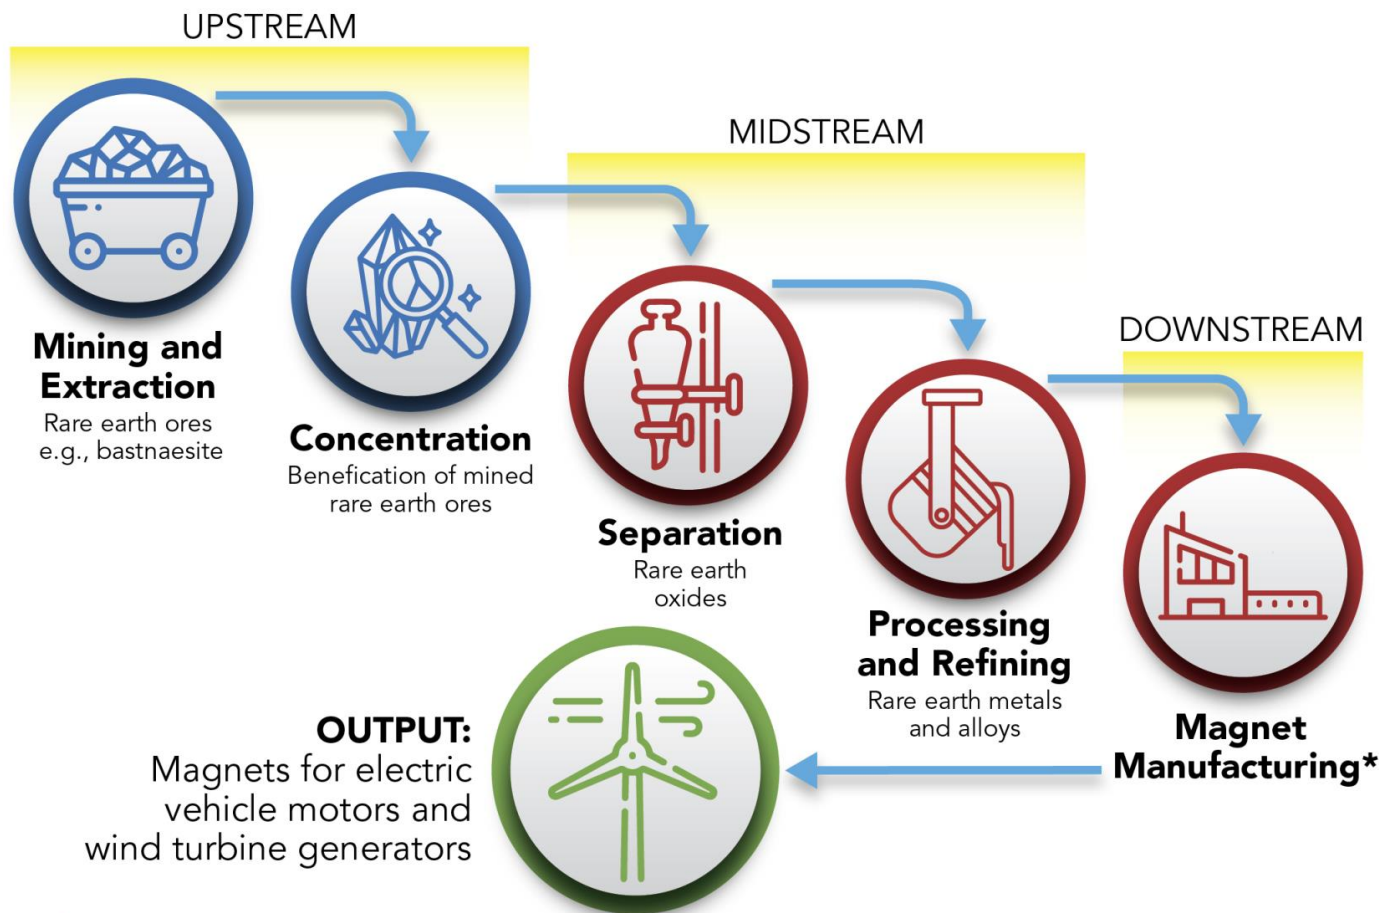 UPSTREAM
Mining and
Extraction
Rare earth ores
e.g., bastnaesite
Concentration
Benefication of mined
rare earth ores
MIDSTREAM
Separation
Rare earth
oxides
Processing
and Refining
Rare earth metals
and alloys
DOWNSTREAM
Magnet
Manufacturing*
OUTPUT:
Magnets for electric
vehicle motors and
wind turbine generators